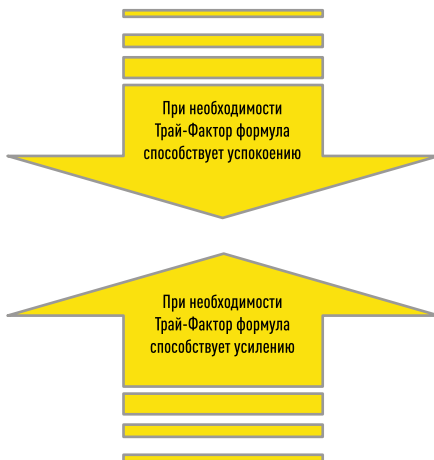 При необходимости
Трай-Фактор формула
способствует успокоению
При необходимости
Трай-Фактор формула
способствует усилению